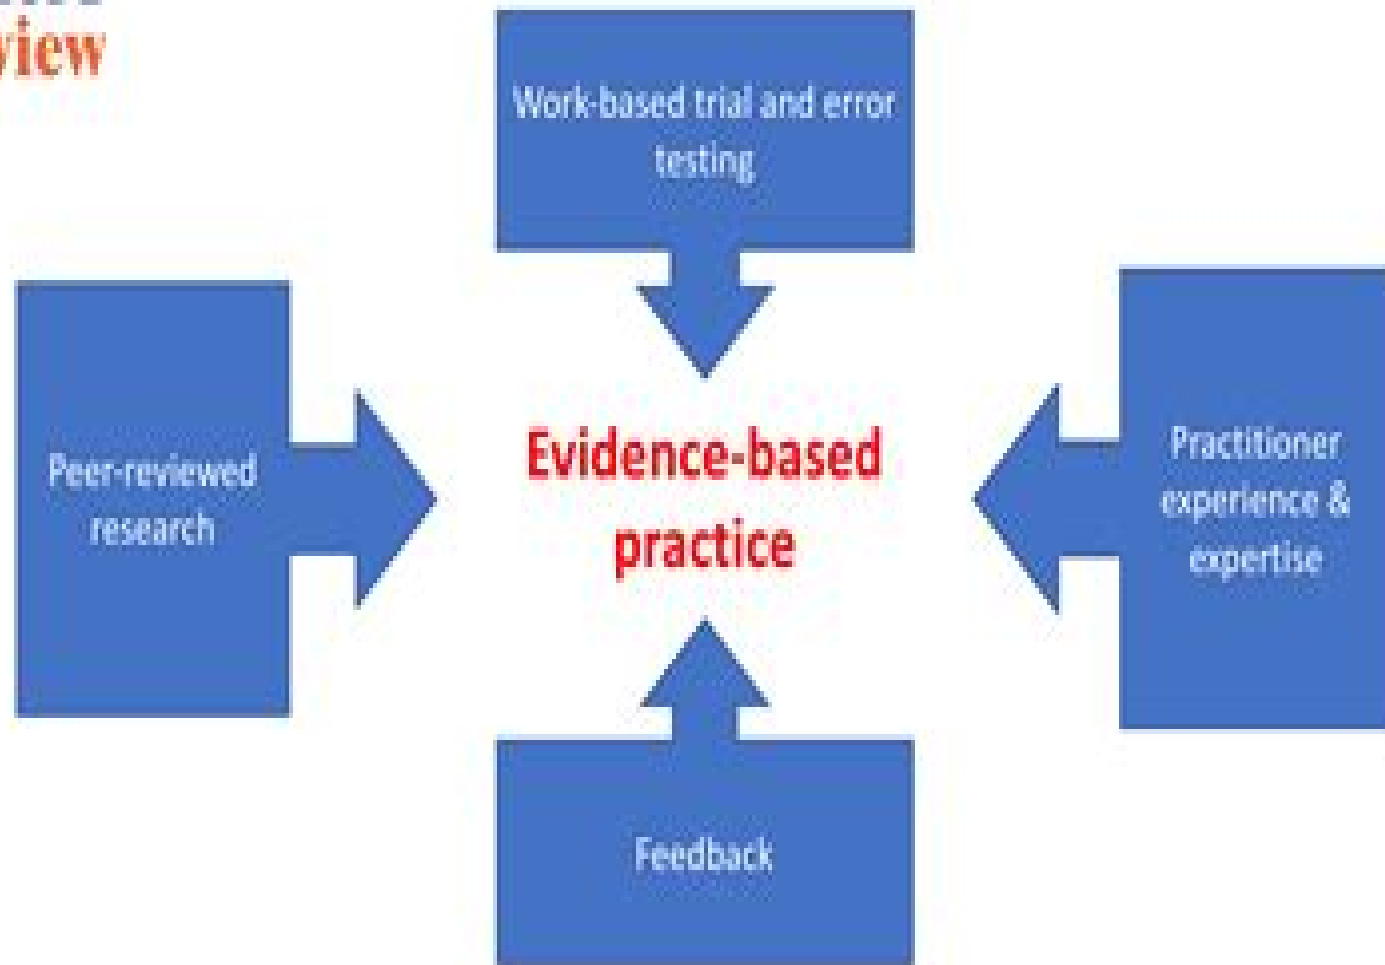 view
Work-based trial and error
testing
Peer-reviewed
research
Evidence-based
practice
Practitioner
experience &
expertise
Feedback